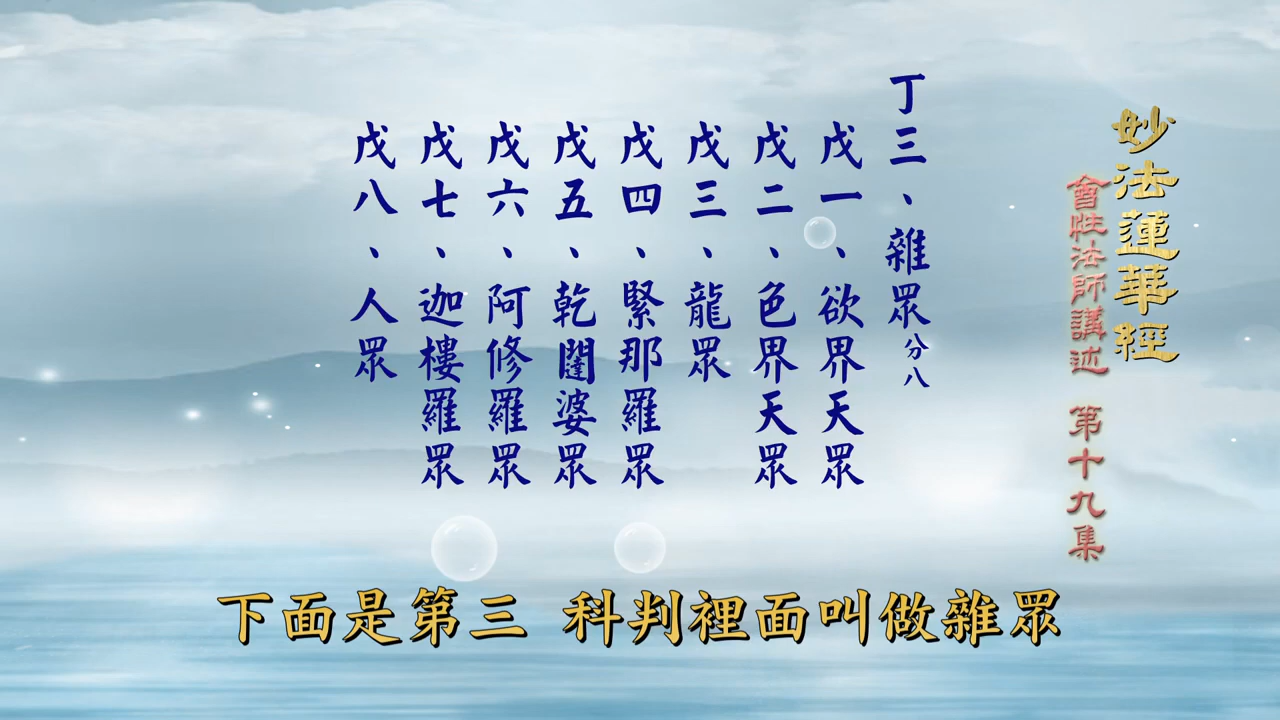 妙法蓮華經
會性法師講述 第十九集
丁三、雜眾分八
戊一、欲界天眾
戊二、色界天眾
戊三、龍眾
戊四、緊那羅眾
戊五、乾闥婆眾
戊六、阿修羅眾
戊七、迦樓羅眾
戊八、人眾
下面是第三 科判裡面叫做雜眾